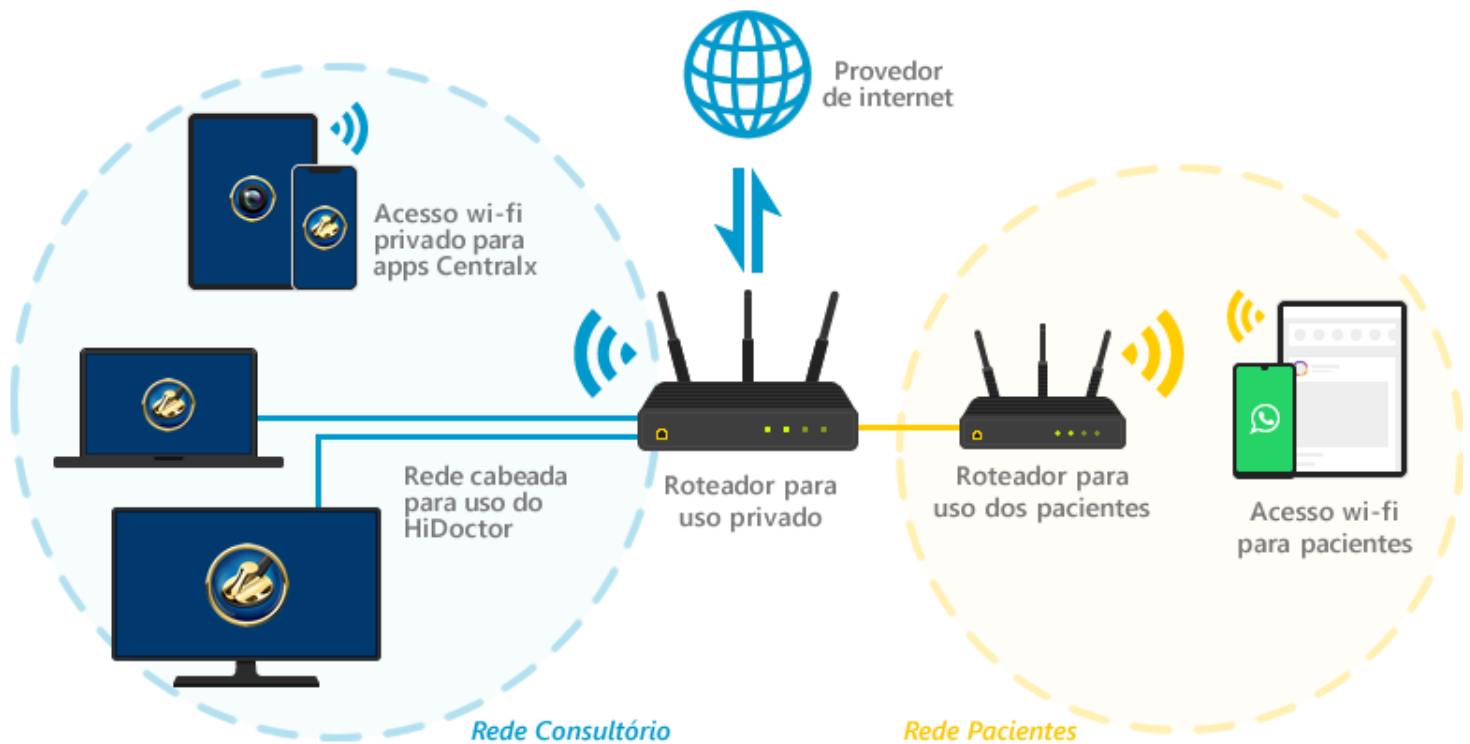 Provedor
de internet
Acesso wi-fi
privado para
apps Centralx
Rede cabeada
para uso do
HiDoctor
Roteador para
uso privado
Roteador para
uso dos pacientes
Acesso wi-fi
para pacientes
Rede Consultório
Rede Pacientes